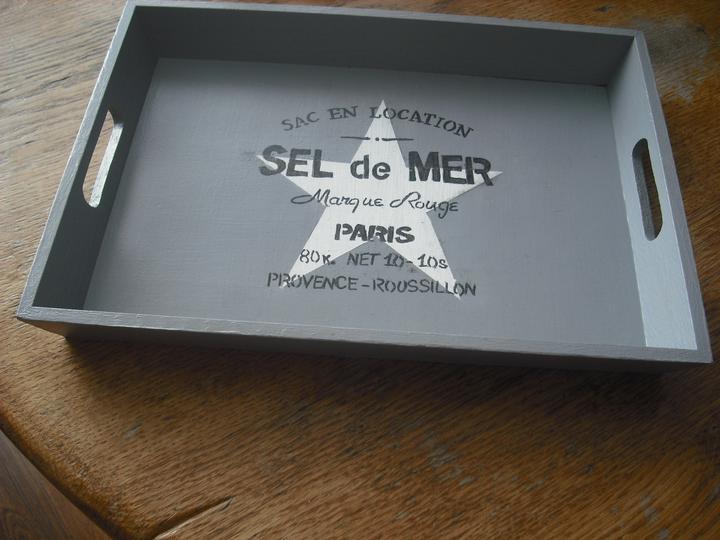 SAC EN LOCATION
SEL de MER
Marque Rouge
PARIS
80K. NET 10-10s
PROVENCE-ROUSSILLON